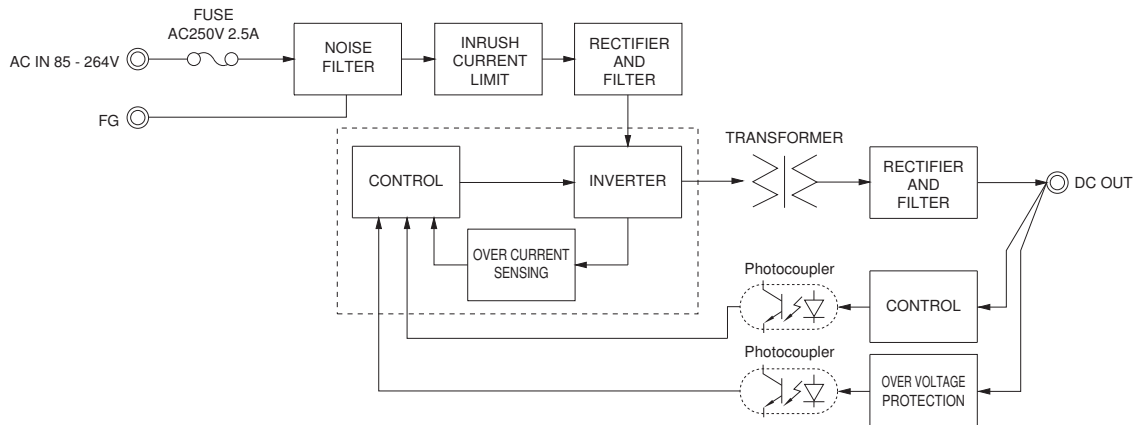 FUSE
AC250V 2.5A
AC IN 85 - 264V
FG
NOISE
FILTER
INRUSH
CURRENT
LIMIT
RECTIFIER
AND
FILTER
CONTROL
INVERTER
OVER CURRENT
SENSING
TRANSFORMER
RECTIFIER
AND
FILTER
DC OUT
Photocoupler
CONTROL
Photocoupler
OVER VOLTAGE
PROTECTION